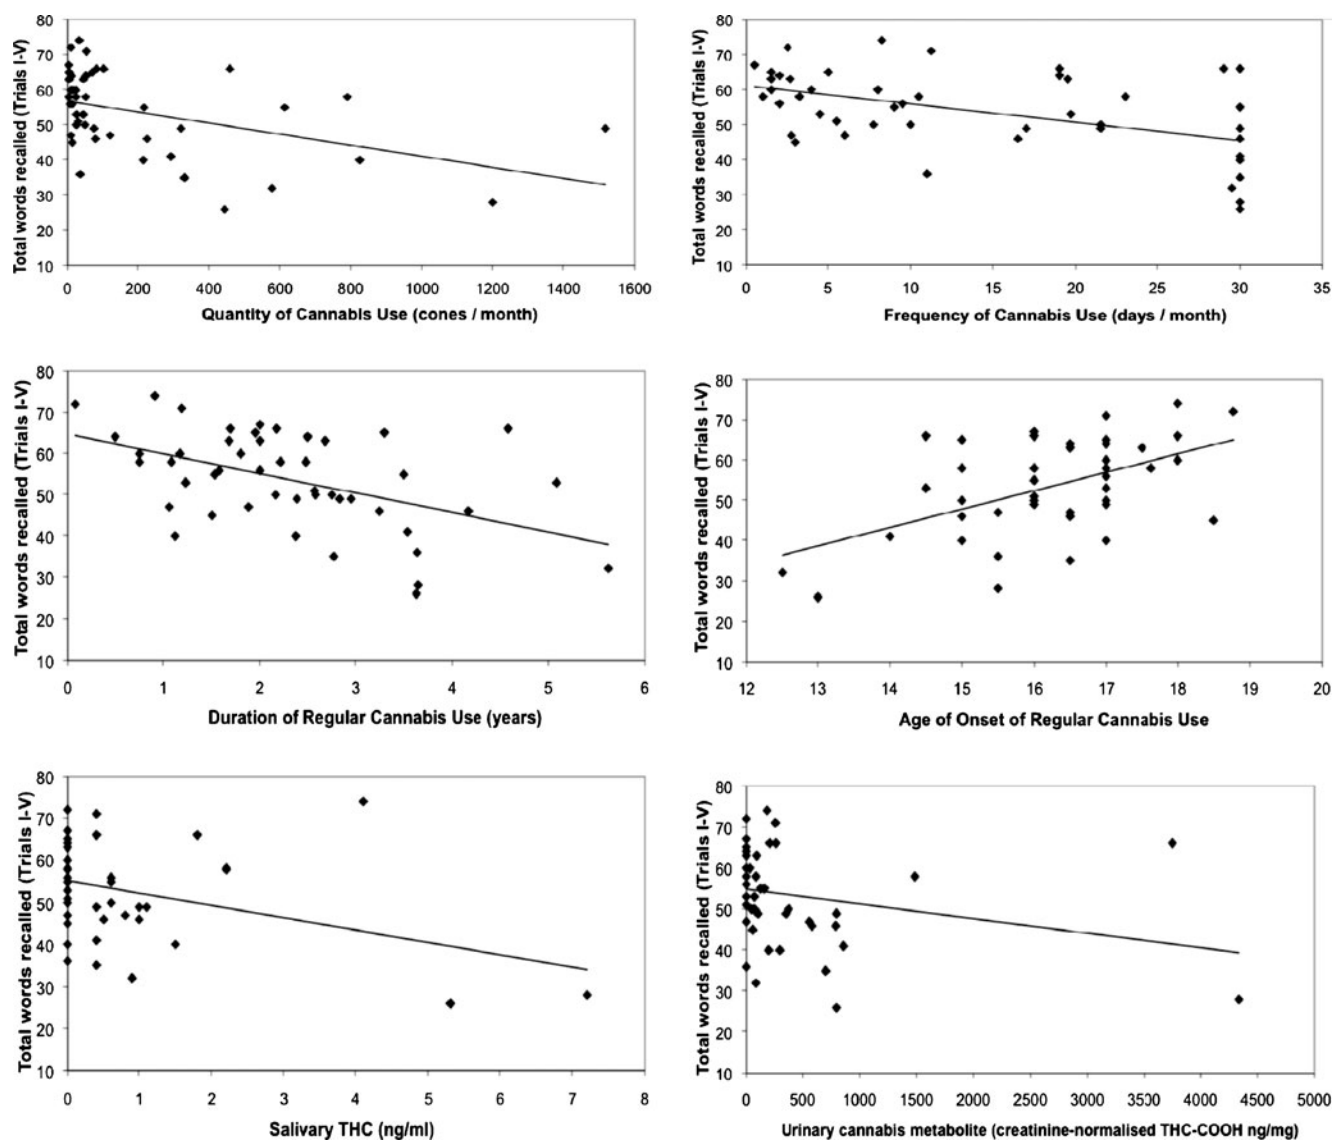 Total words recalled (Trials I-V)
80
70
60
50
40
30
20
10
0 200 400 600 800 1000 1200 1400 1600
Quantity of Cannabis Use (cones / month)
Total words recalled (Trials I-V)
80
70
60
50
40
30
20
10
0 5 10 15 20 25 30 35
Frequency of Cannabis Use (days / month)
Total words recalled (Trials I-V)
80
70
60
50
40
30
20
10
0 1 2 3 4 5 6
Duration of Regular Cannabis Use (years)
Total words recalled (Trials I-V)
80
70
60
50
40
30
20
10
12 13 14 15 16 17 18 19 20
Age of Onset of Regular Cannabis Use
Total words recalled (Trials I-V)
80
70
60
50
40
30
20
10
0 1 2 3 4 5 6 7 8
Salivary THC (ng/ml)
Total words recalled (Trials I-V)
80
70
60
50
40
30
20
10
0 500 1000 1500 2000 2500 3000 3500 4000 4500 5000
Urinary cannabis metabolite (creatinine-normalised THC-COOH ng/mg)